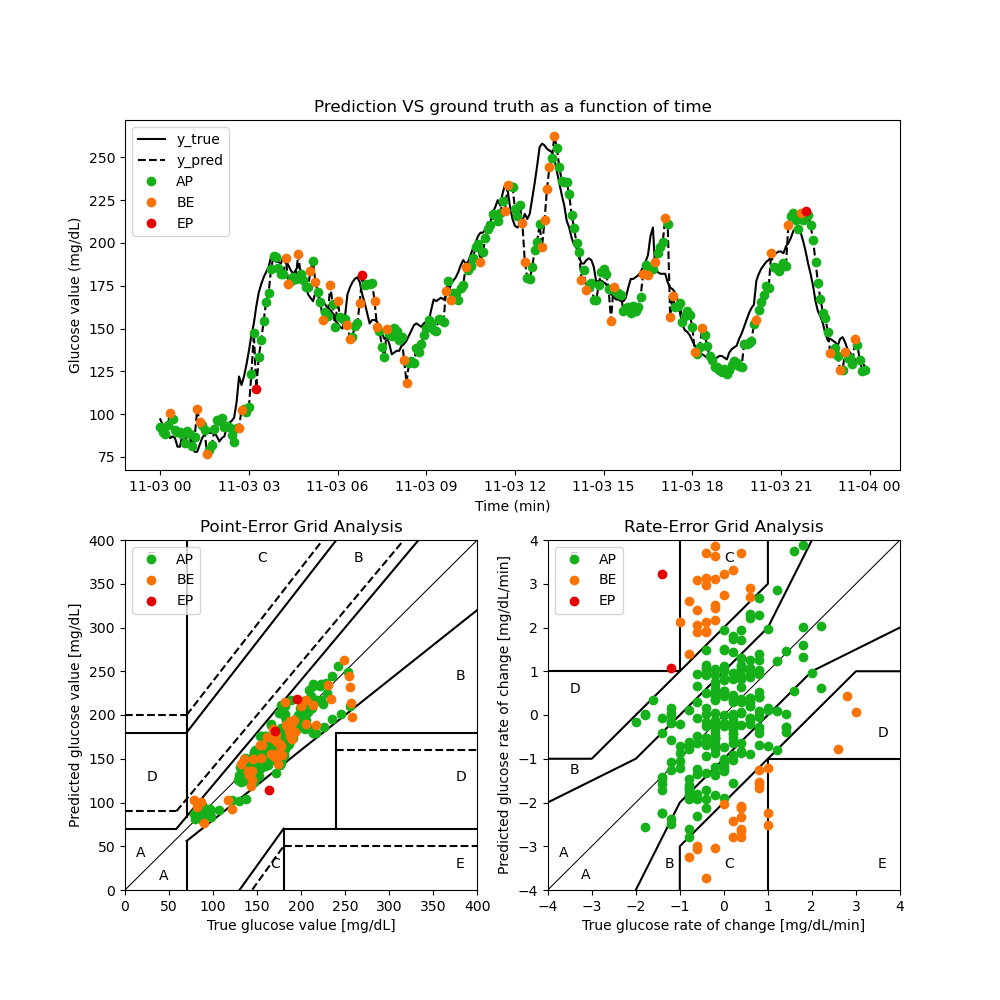 Prediction VS ground truth as a function of time
Glucose value (mg/dL)
250
225
200
175
150
125
100
75
y_true
y_pred
AP
BE
EP
11-03 00 11-03 03 11-03 06 11-03 09 11-03 12 11-03 15 11-03 18 11-03 21 11-04 00
Time (min)
Point-Error Grid Analysis
Predicted glucose value [mg/dL]
400
350
300
250
200
150
100
50
0
AP
BE
EP
C B
B
D D
A
A C E
0 50 100 150 200 250 300 350 400
True glucose value [mg/dL]
Rate-Error Grid Analysis
Predicted glucose rate of change [mg/dL/min]
4
3
2
1
0
−1
−2
−3
−4
AP
BE
EP
C
D
D
B
A
A B C E
−4 −3 −2 −1 0 1 2 3 4
True glucose rate of change [mg/dL/min]